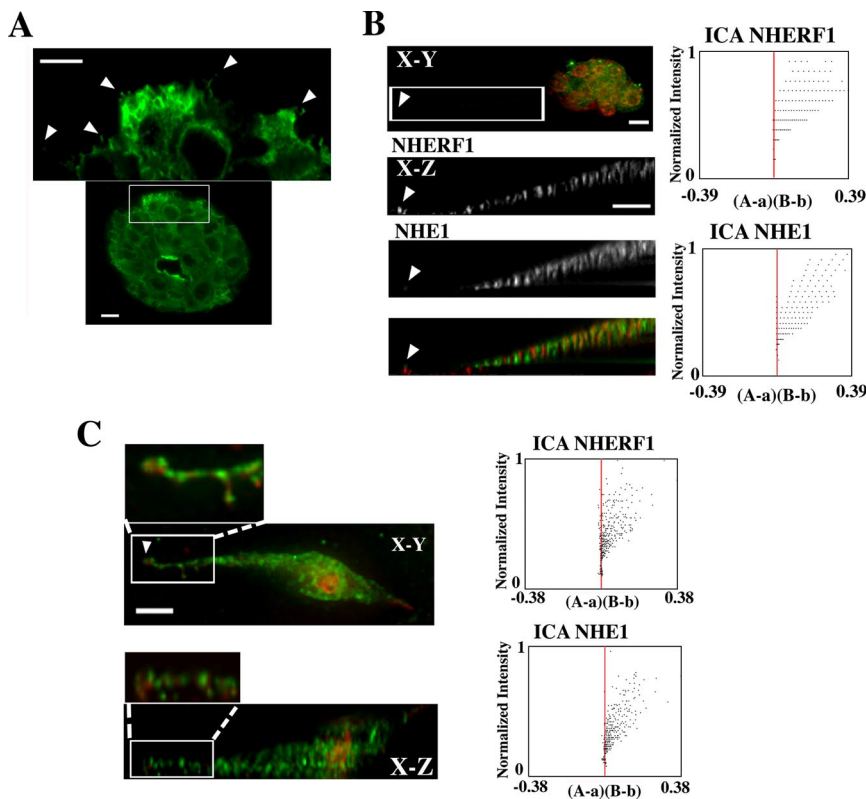 A
B
X-Y
NHERF1
X-Z
NHE1
ICA NHERF1
1
Normalized Intensity
0
-0.39
0.39
(A-a)(B-b)
ICA NHE1
1
Normalized Intensity
0
-0.39
0.39
(A-a)(B-b)
C
X-Y
X-Z
ICA NHERF1
1
Normalized Intensity
0
-0.38
0.38
(A-a)(B-b)
ICA NHE1
1
Normalized Intensity
0
-0.38
0.38
(A-a)(B-b)